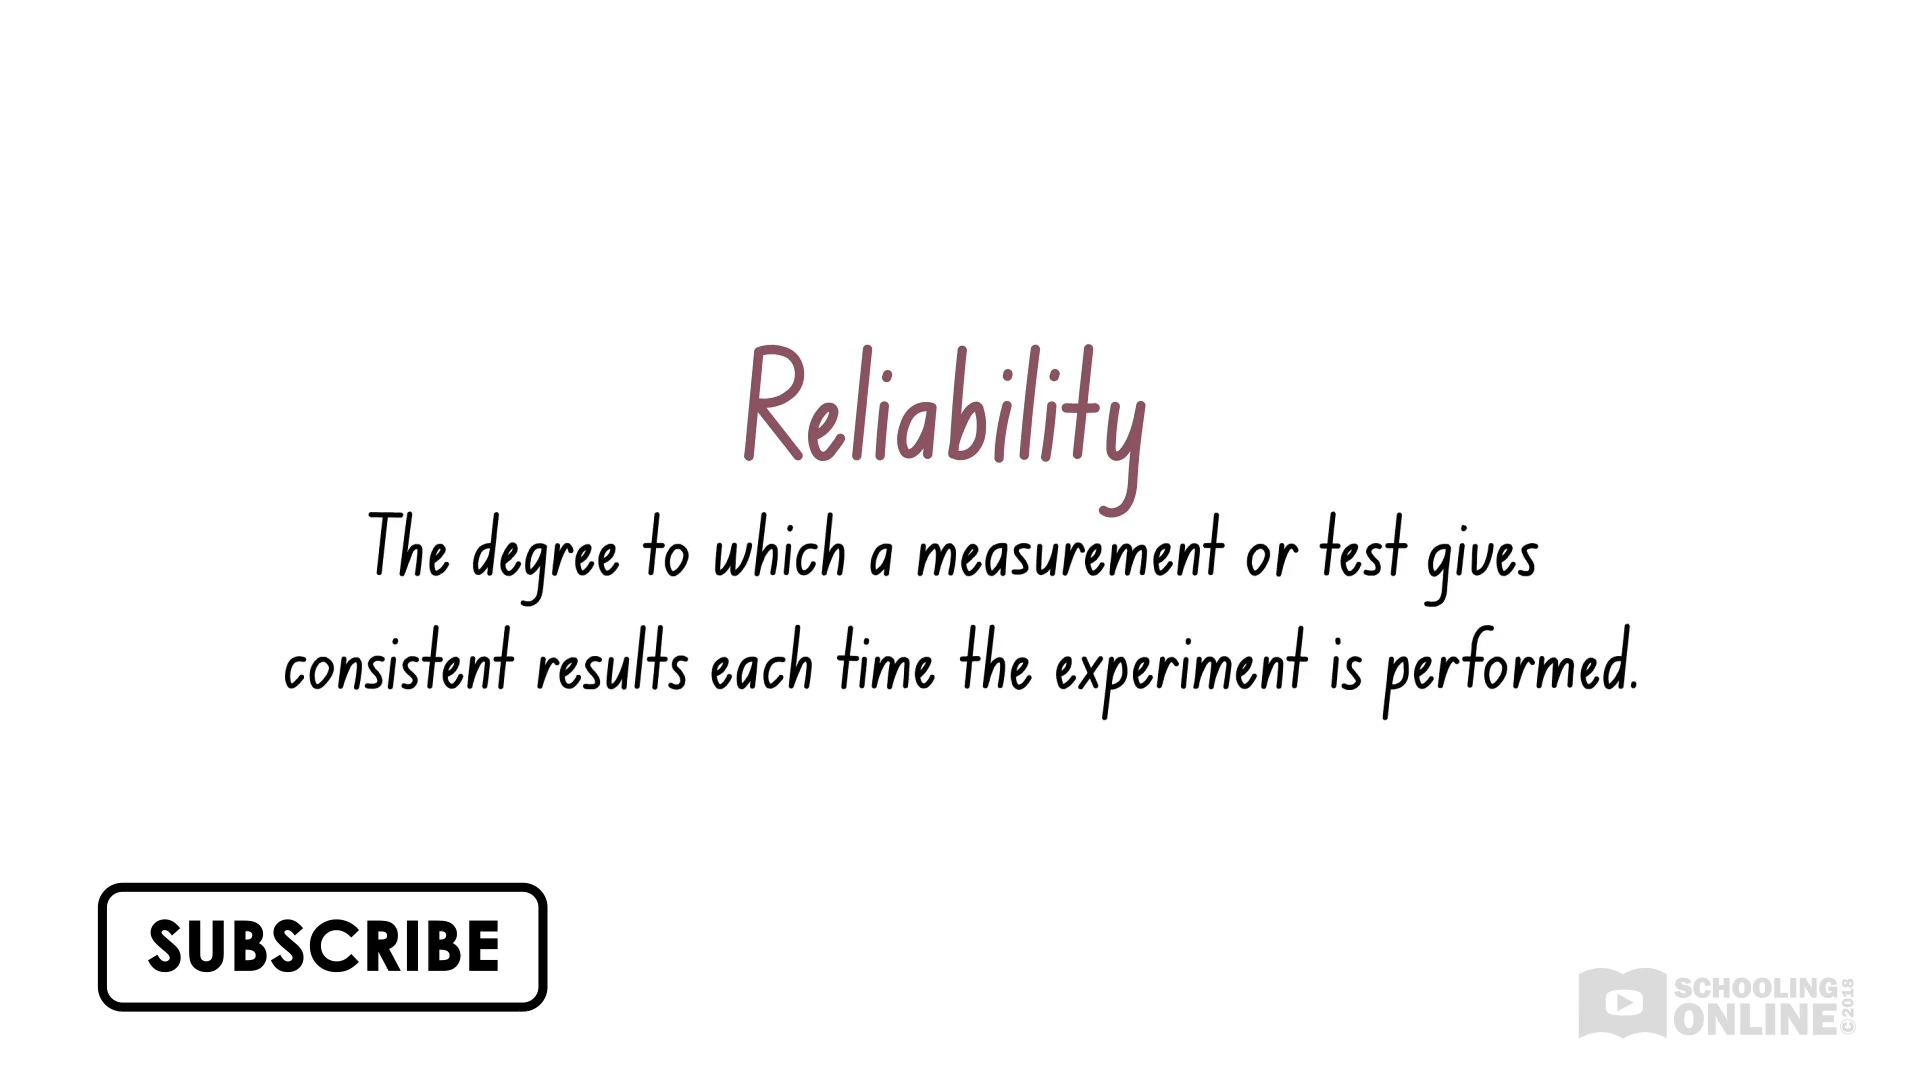 Reliability
The degree to which a measurement or test gives
consistent results each time the experiment is performed.
SUBSCRIBE
SCHOOLING
ONLINE
©2018